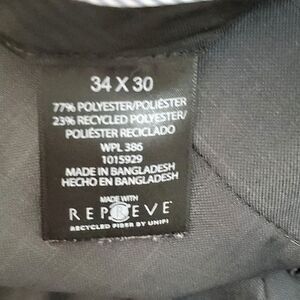 34 X 30
77% POLYESTER/POLIÉSTER
23% RECYCLED POLYESTER/
POLIÉSTER RECICLADO
WPL 386
1015929
MADE IN BANGLADESH
HECHO EN BANGLADESH
MADE WITH
REPREVE
RECYCLED FIBER BY UNIFI